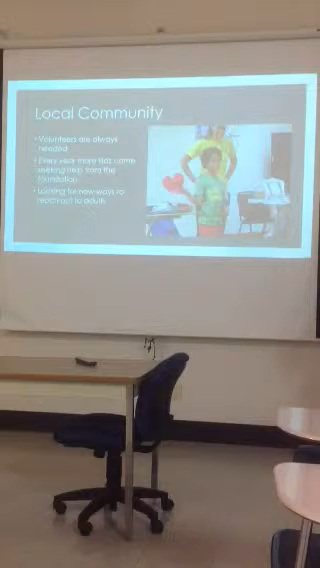 Local Community
Volunteers are always
needed
Every year more kids come
seeking help from the
foundation
Looking for new ways to
reach out to adults